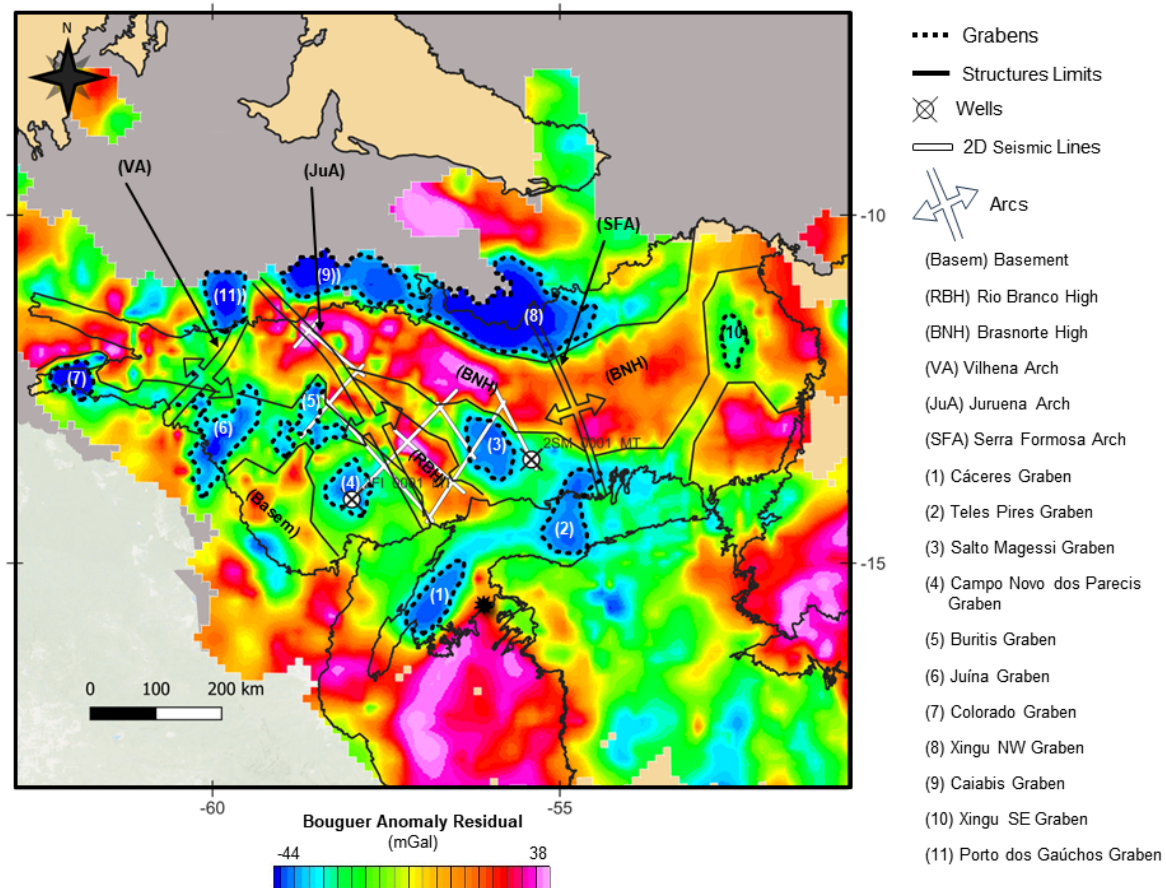 N
(VA)
(JuA)
(SFA)
-10
(9))
(11))
(8)
(10)
(7)
(BNH)
(BNH)
(5)
(6)
(3)
2SM_0001_MT
(4)
(RBH)
(Basem)
(2)
-15
(1)
0 100 200 km
-60
-55
Bouguer Anomaly Residual
(mGal)
-44
38
Grabens
Structures Limits
Wells
2D Seismic Lines
Arcs
(Basem) Basement
(RBH) Rio Branco High
(BNH) Brasnorte High
(VA) Vilhena Arch
(JuA) Juruena Arch
(SFA) Serra Formosa Arch
(1) Cáceres Graben
(2) Teles Pires Graben
(3) Salto Magessi Graben
(4) Campo Novo dos Parecis
Graben
(5) Buritis Graben
(6) Juína Graben
(7) Colorado Graben
(8) Xingu NW Graben
(9) Caiabis Graben
(10) Xingu SE Graben
(11) Porto dos Gaúchos Graben